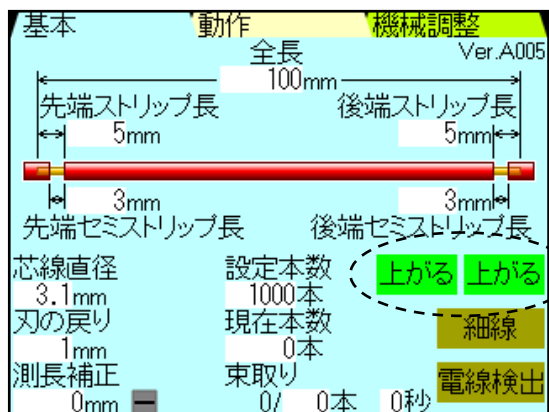 基本 動作 機械調整
全長 Ver.A005
100mm
先端ストリップ長 後端ストリップ長
5mm 5mm
3mm 3mm
先端セミストリップ長 後端セミストリップ長
芯線直径 設定本数 上がる 上がる
3.1mm 1000本
刃の戻り 現在本数 細線
1mm 0本
測長補正 束取り 電線検出
0mm ー 0/ 0本 0秒